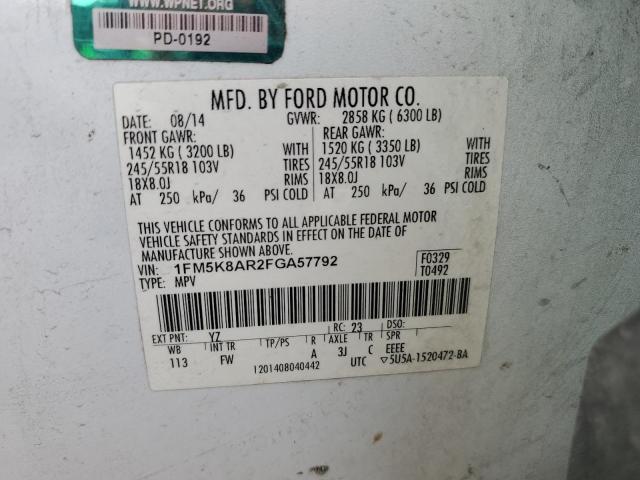 WWW.WPNET.ORG
PD-0192
MFD. BY FORD MOTOR CO.
DATE: 08/14 GVWR: 2858 KG ( 6300 LB)
FRONT GAWR: REAR GAWR:
1452 KG ( 3200 LB) WITH 1520 KG ( 3350 LB) WITH
245/55R18 103V TIRES 245/55R18 103V TIRES
18X8.0J RIMS 18X8.0J RIMS
AT 250 kPa/ 36 PSI COLD AT 250 kPa/ 36 PSI COLD
THIS VEHICLE CONFORMS TO ALL APPLICABLE FEDERAL MOTOR
VEHICLE SAFETY STANDARDS IN EFFECT ON THE DATE OF
MANUFACTURE SHOWN ABOVE.
VIN: 1FM5K8AR2FGA57792 F0329
TYPE: MPV T0492
EXT PNT: YZ RC: 23 DSO:
WB INT TR TP/PS R AXLE TR SPR
113 FW A 3J C EEEE
1201408040442 UTC ▽5U5A-1520472-BA